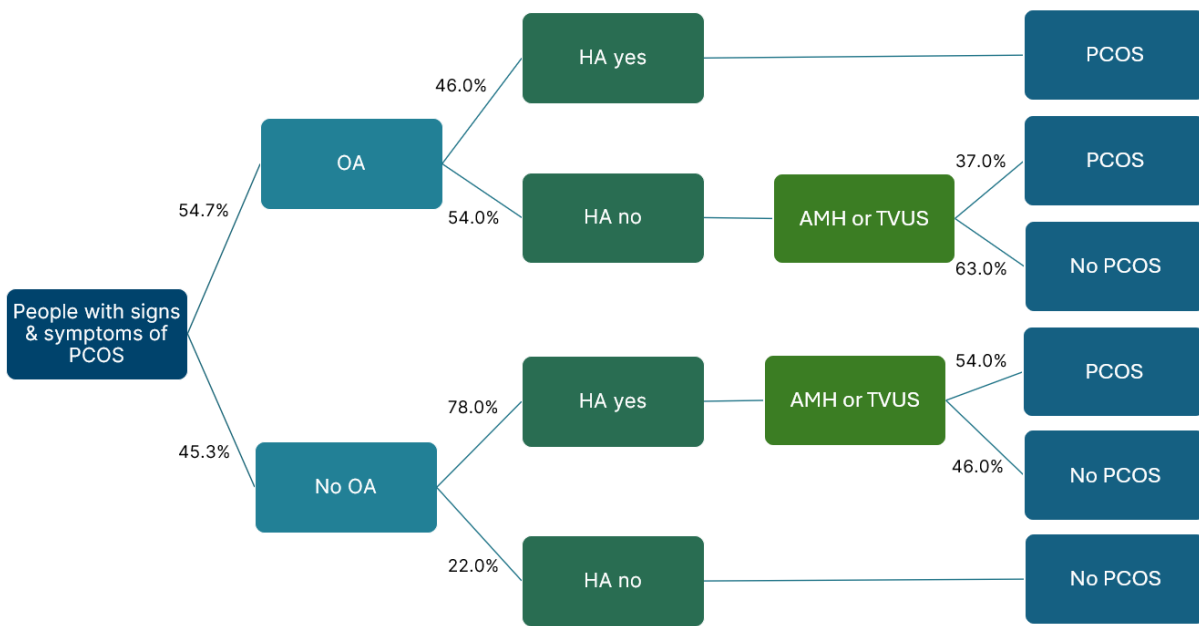 HA yes
PCOS
46.0%
OA
PCOS
37.0%
54.7%
54.0%
HA no
AMH or TVUS
63.0%
No PCOS
People with signs
& symptoms of
PCOS
54.0%
PCOS
78.0%
HA yes
AMH or TVUS
45.3%
46.0%
No PCOS
No OA
22.0%
HA no
No PCOS